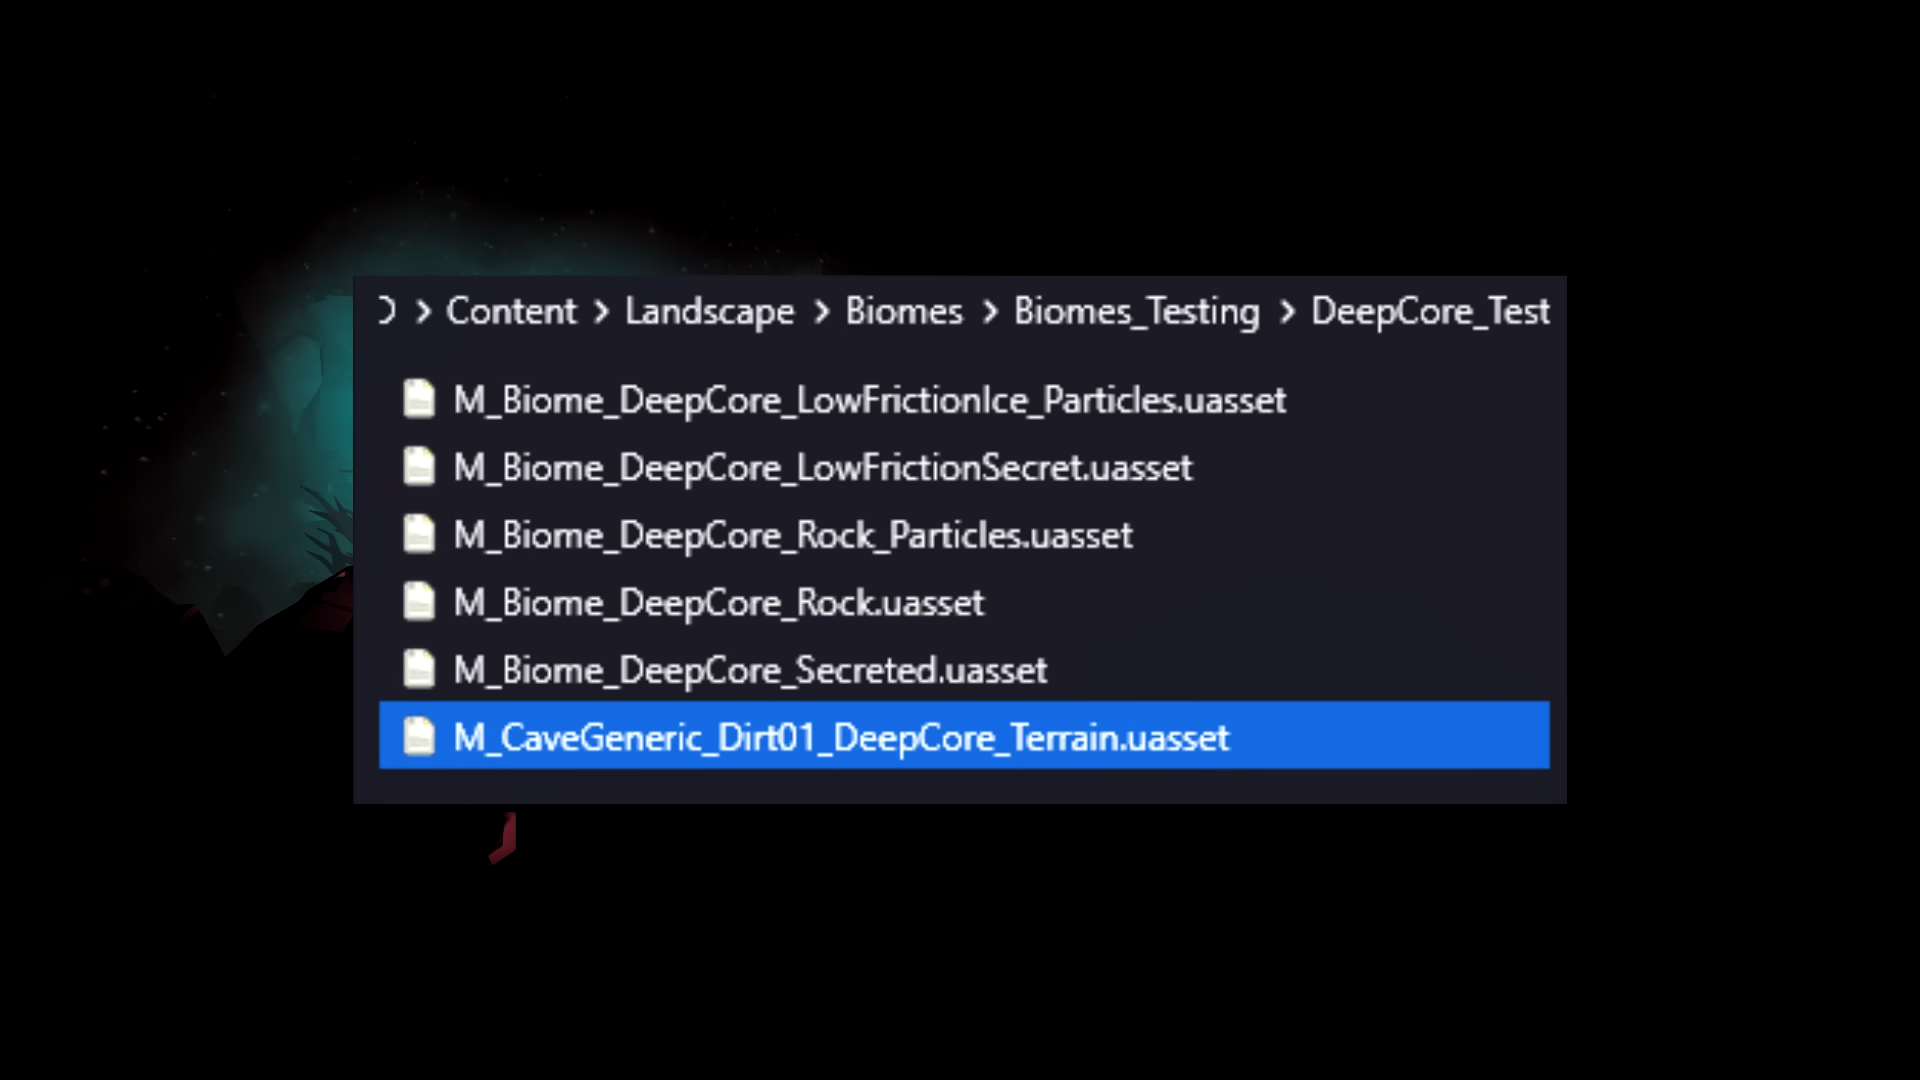 > Content > Landscape > Biomes > Biomes_Testing > DeepCore_Test
M_Biome_DeepCore_LowFrictionIce_Particles.uasset
M_Biome_DeepCore_LowFrictionSecret.uasset
M_Biome_DeepCore_Rock_Particles.uasset
M_Biome_DeepCore_Rock.uasset
M_Biome_DeepCore_Secreted.uasset
M_CaveGeneric_Dirt01_DeepCore_Terrain.uasset